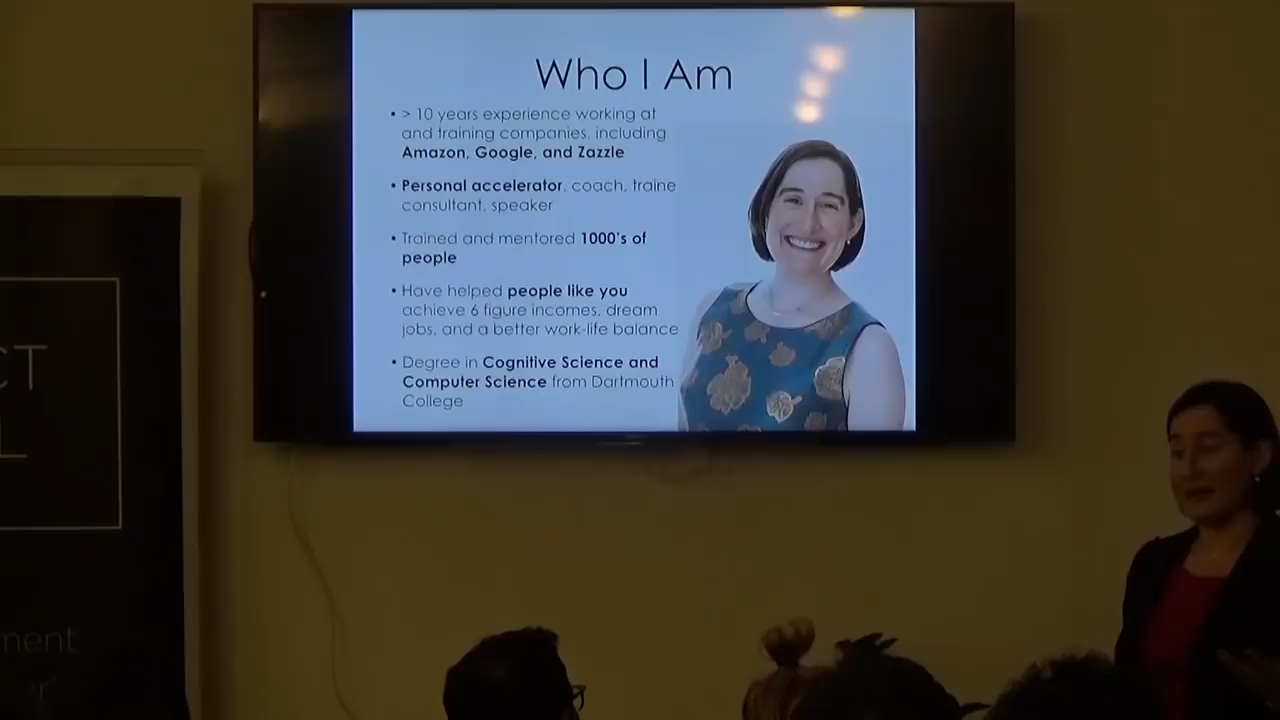 Who I Am
• > 10 years experience working at
and training companies, including
Amazon, Google, and Zazzle
• Personal accelerator, coach, traine
consultant, speaker
• Trained and mentored 1000's of
people
• Have helped people like you
achieve 6 figure incomes, dream
jobs, and a better work-life balance
• Degree in Cognitive Science and
Computer Science from Dartmouth
College
CT
L
ment